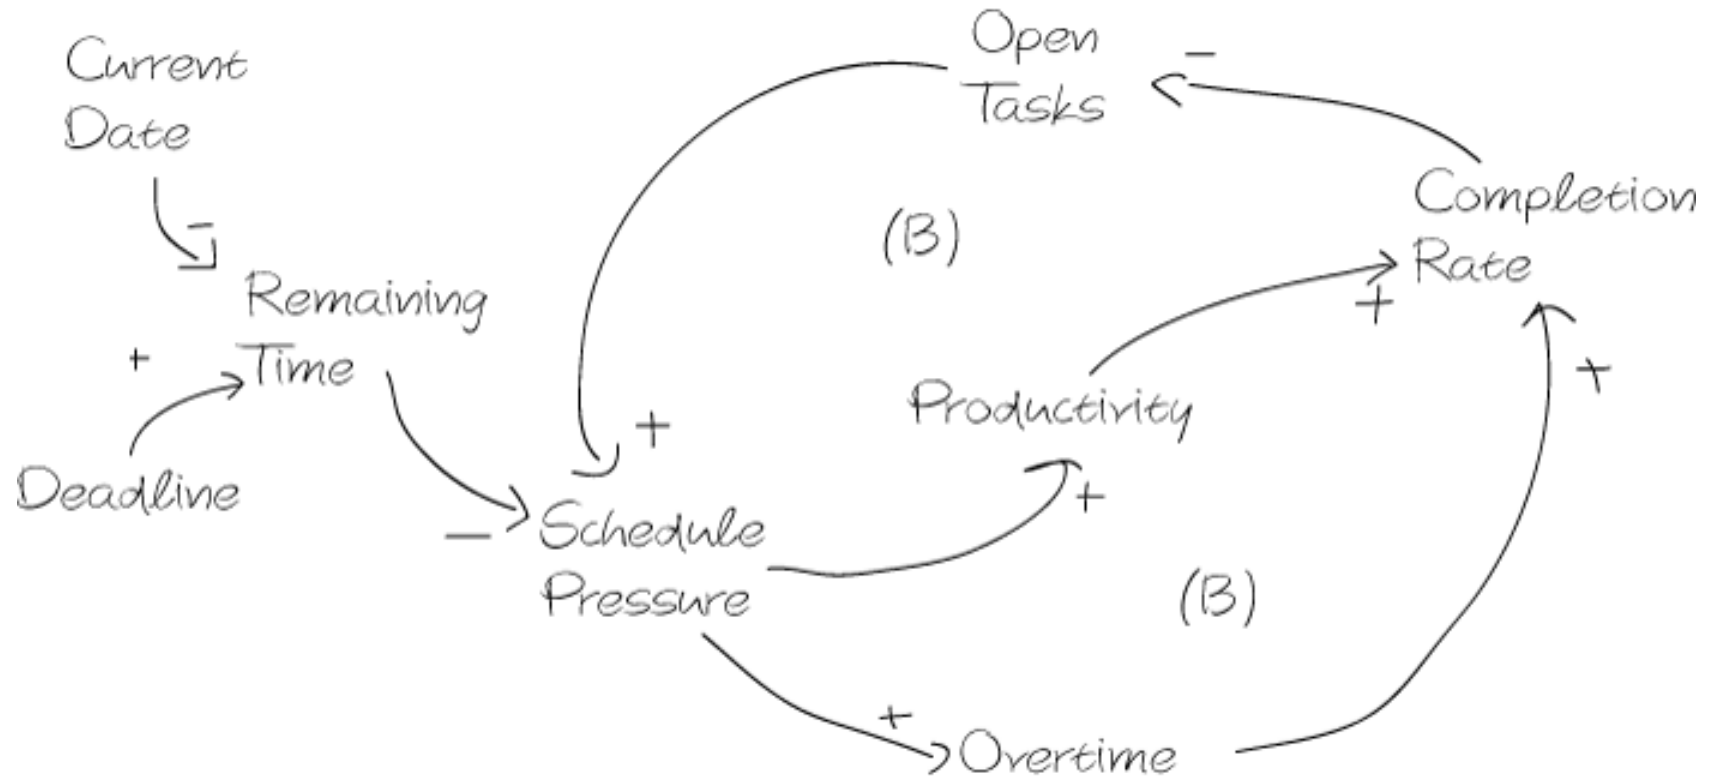 Current
Date
-
Remaining
Time
+
Deadline
-
Open
Tasks
-
(B)
+
Schedule
Pressure
Completion
Rate
+
Productivity
+
+
(B)
+
Overtime